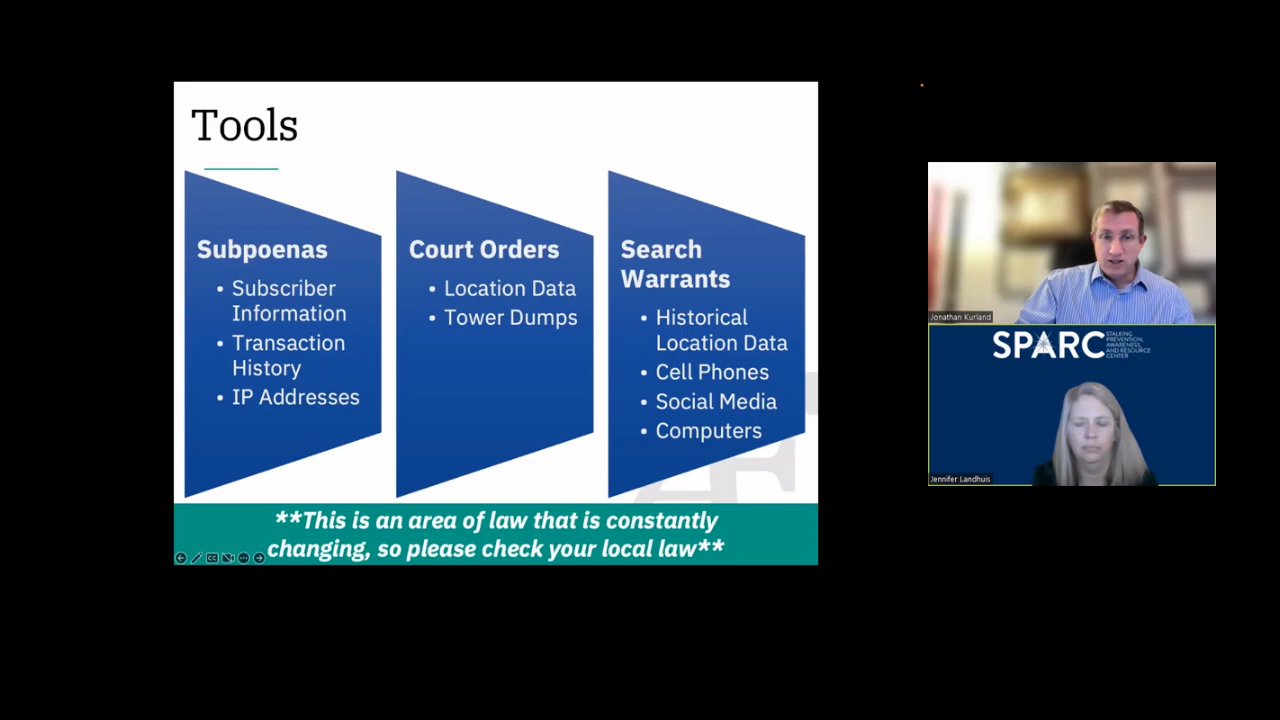 Tools
Subpoenas
• Subscriber
Information
• Transaction
History
• IP Addresses
Court Orders
• Location Data
• Tower Dumps
Search
Warrants
• Historical
Location Data
• Cell Phones
• Social Media
• Computers
**This is an area of law that is constantly
changing, so please check your local law**
Jonathan Kurland
SPARC
STALKING
PREVENTION,
AWARENESS,
AND RESOURCE
CENTER
Jennifer Landhuis